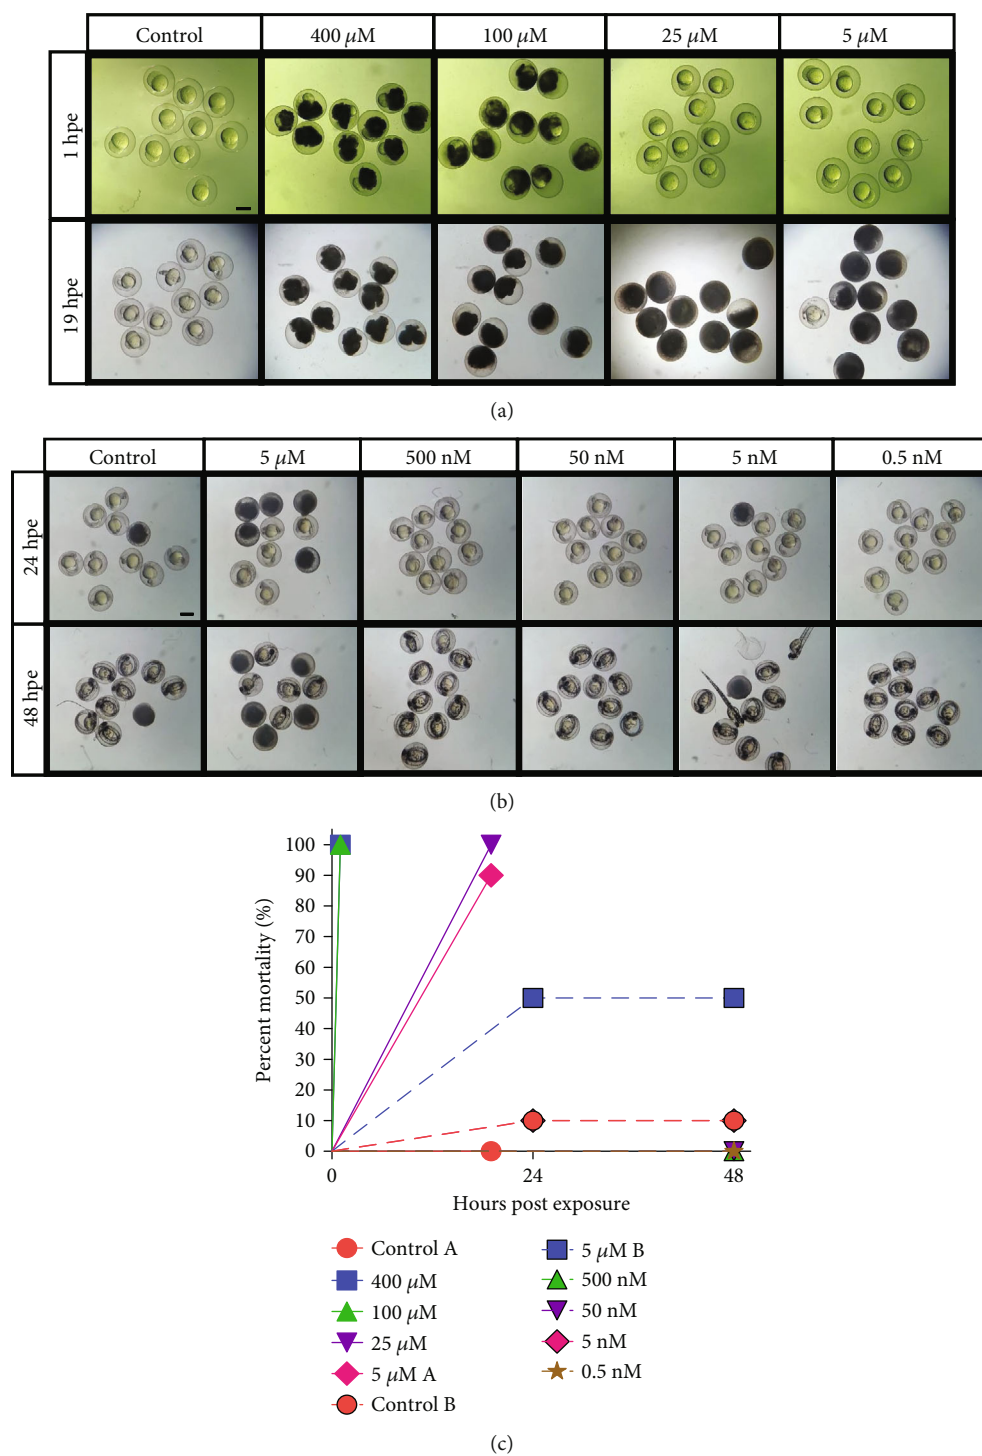 Control 400 μM 100 μM 25 μM 5 μM
1 hpe
19 hpe
(a)
Control 5 μM 500 nM 50 nM 5 nM 0.5 nM
24 hpe
48 hpe
(b)
Percent mortality (%)
100
90
80
70
60
50
40
30
20
10
0
0 24 48
Hours post exposure
Control A
400 μM
100 μM
25 μM
5 μM A
Control B
5 μM B
500 nM
50 nM
5 nM
0.5 nM
(c)